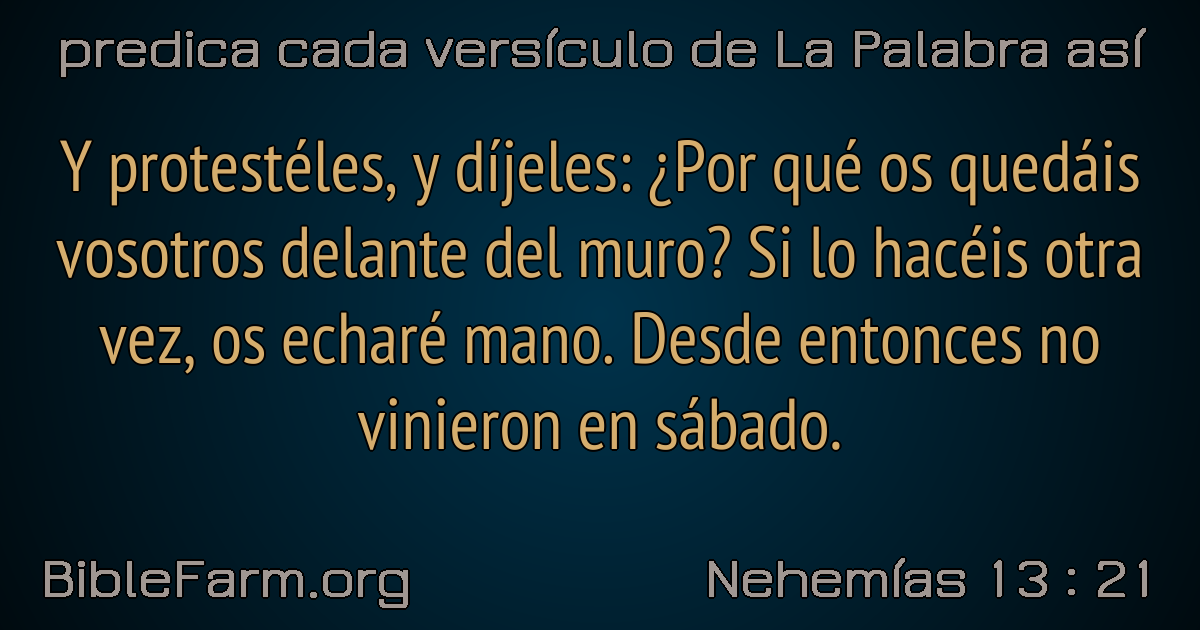 predica cada versículo de La Palabra así
Y protestéles, y díjeles: ¿Por qué os quedáis
vosotros delante del muro? Si lo hacéis otra
vez, os echaré mano. Desde entonces no
vinieron en sábado.
BibleFarm.org
Nehemías 13 : 21